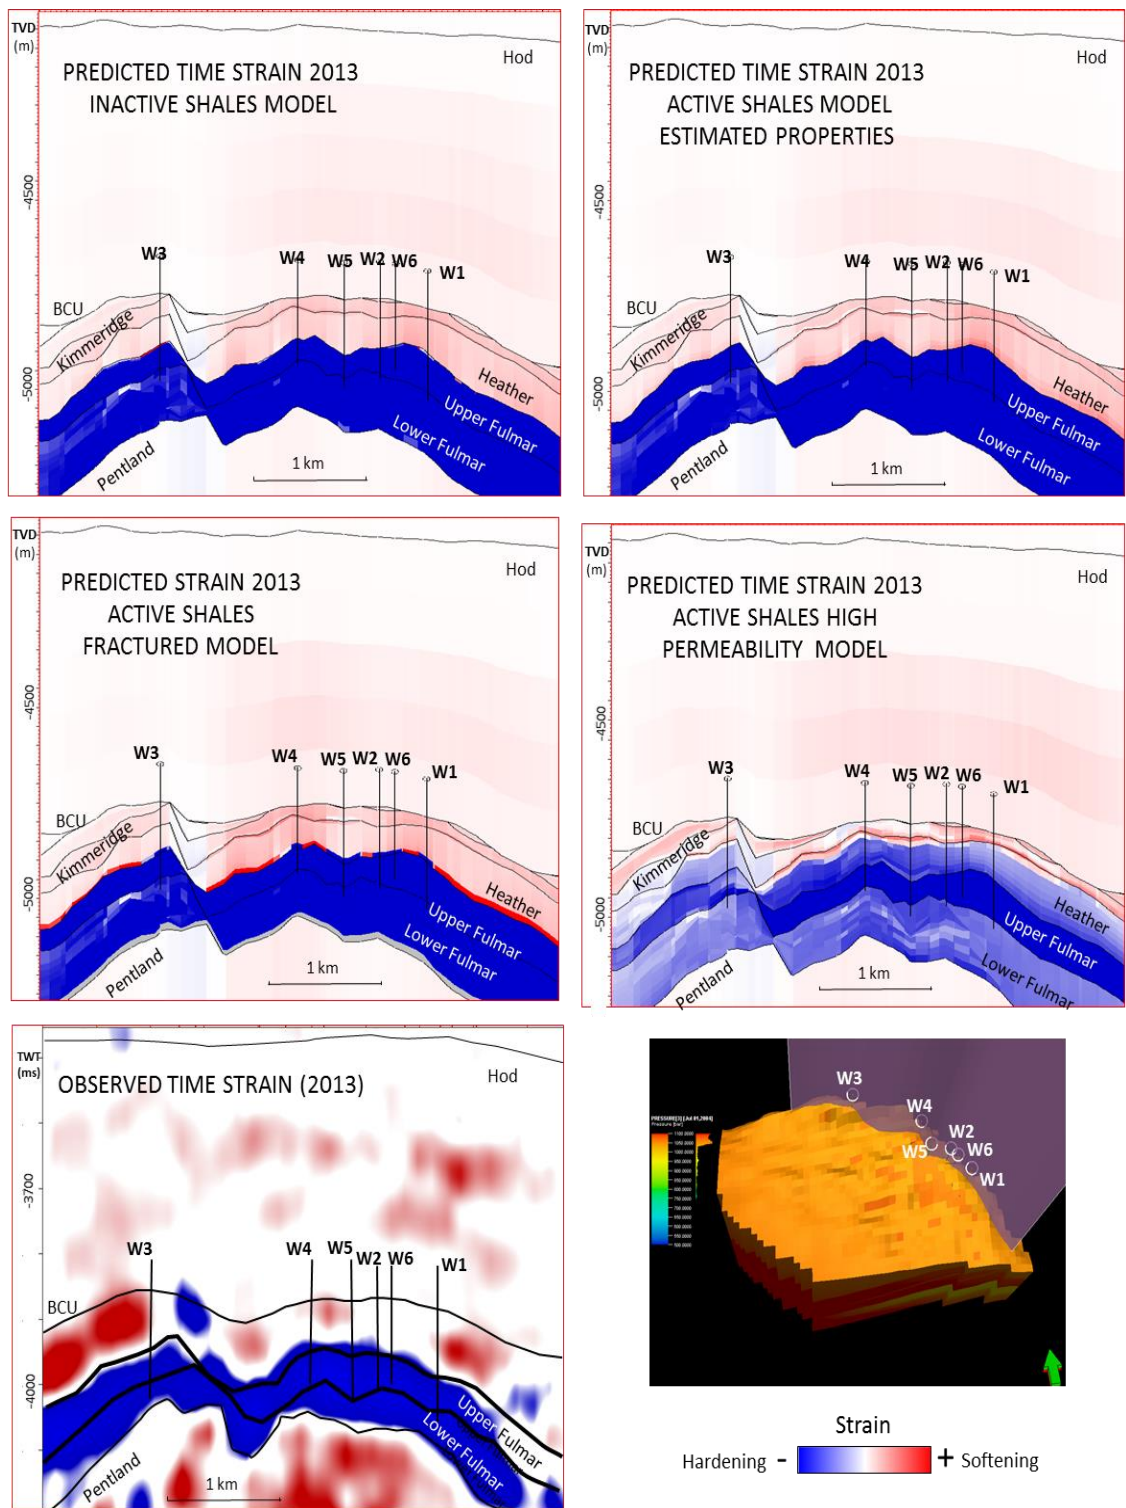 TVD
(m)
Hod
PREDICTED TIME STRAIN 2013
INACTIVE SHALES MODEL
-4500
W3
W4
W5
W2
W6
W1
BCU
Kimmeridge
-5000
Heather
Upper Fulmar
Lower Fulmar
Pentland
1 km
TVD
(m)
Hod
PREDICTED TIME STRAIN 2013
ACTIVE SHALES MODEL
ESTIMATED PROPERTIES
-4500
W3
W4
W5
W2
W6
W1
BCU
Kimmeridge
-5000
Heather
Upper Fulmar
Lower Fulmar
Pentland
1 km
TVD
(m)
Hod
PREDICTED STRAIN 2013
ACTIVE SHALES
FRACTURED MODEL
-4500
W3
W4
W5
W2
W6
W1
BCU
Kimmeridge
-5000
Heather
Upper Fulmar
Lower Fulmar
Pentland
1 km
TVD
(m)
Hod
PREDICTED TIME STRAIN 2013
ACTIVE SHALES HIGH
PERMEABILITY MODEL
-4500
W3
W4
W5
W2
W6
W1
BCU
Kimmeridge
-5000
Heather
Upper Fulmar
Lower Fulmar
Pentland
1 km
TWT
(ms)
Hod
OBSERVED TIME STRAIN (2013)
-3700
W3
W4
W5
W2
W6
W1
BCU
-4000
Upper Fulmar
Lower Fulmar
Pentland
1 km
W3
W4
W2
W5
W6
W1
Strain
Hardening - + Softening